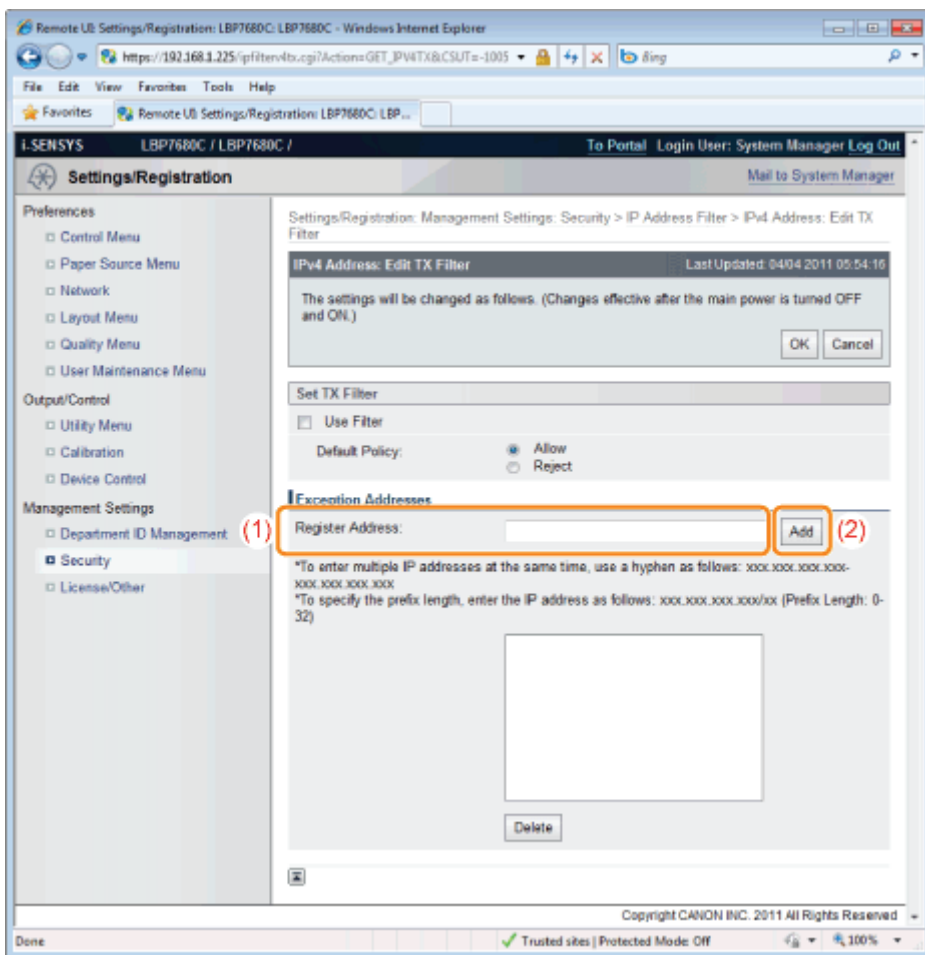 Remote UI: Settings/Registration: LBP7680C: LBP7680C - Windows Internet Explorer
https://192.168.1.225/ipfilterv4tx.cgi?Action=GET_IPV4TX&CSUT=-1005
Bing
File Edit View Favorites Tools Help
Favorites Remote UI: Settings/Registration: LBP7680C: LBP...
i-SENSYS LBP7680C / LBP7680C / To Portal Login User: System Manager Log Out
Settings/Registration Mail to System Manager
Preferences
Control Menu
Paper Source Menu
Network
Layout Menu
Quality Menu
User Maintenance Menu
Output/Control
Utility Menu
Calibration
Device Control
Management Settings
Department ID Management
Security
License/Other
Settings/Registration: Management Settings: Security > IP Address Filter > IPv4 Address: Edit TX
Filter
IPv4 Address: Edit TX Filter Last Updated: 04/04 2011 05:54:16
The settings will be changed as follows. (Changes effective after the main power is turned OFF
and ON.)
OK Cancel
Set TX Filter
Use Filter
Default Policy: Allow
Reject
Exception Addresses
(1) Register Address: Add (2)
*To enter multiple IP addresses at the same time, use a hyphen as follows: xxx.xxx.xxx.xxx-
xxx.xxx.xxx.xxx
*To specify the prefix length, enter the IP address as follows: xxx.xxx.xxx.xxx/xx (Prefix Length: 0-
32)
Delete
Copyright CANON INC. 2011 All Rights Reserved
Done Trusted sites | Protected Mode: Off 100%